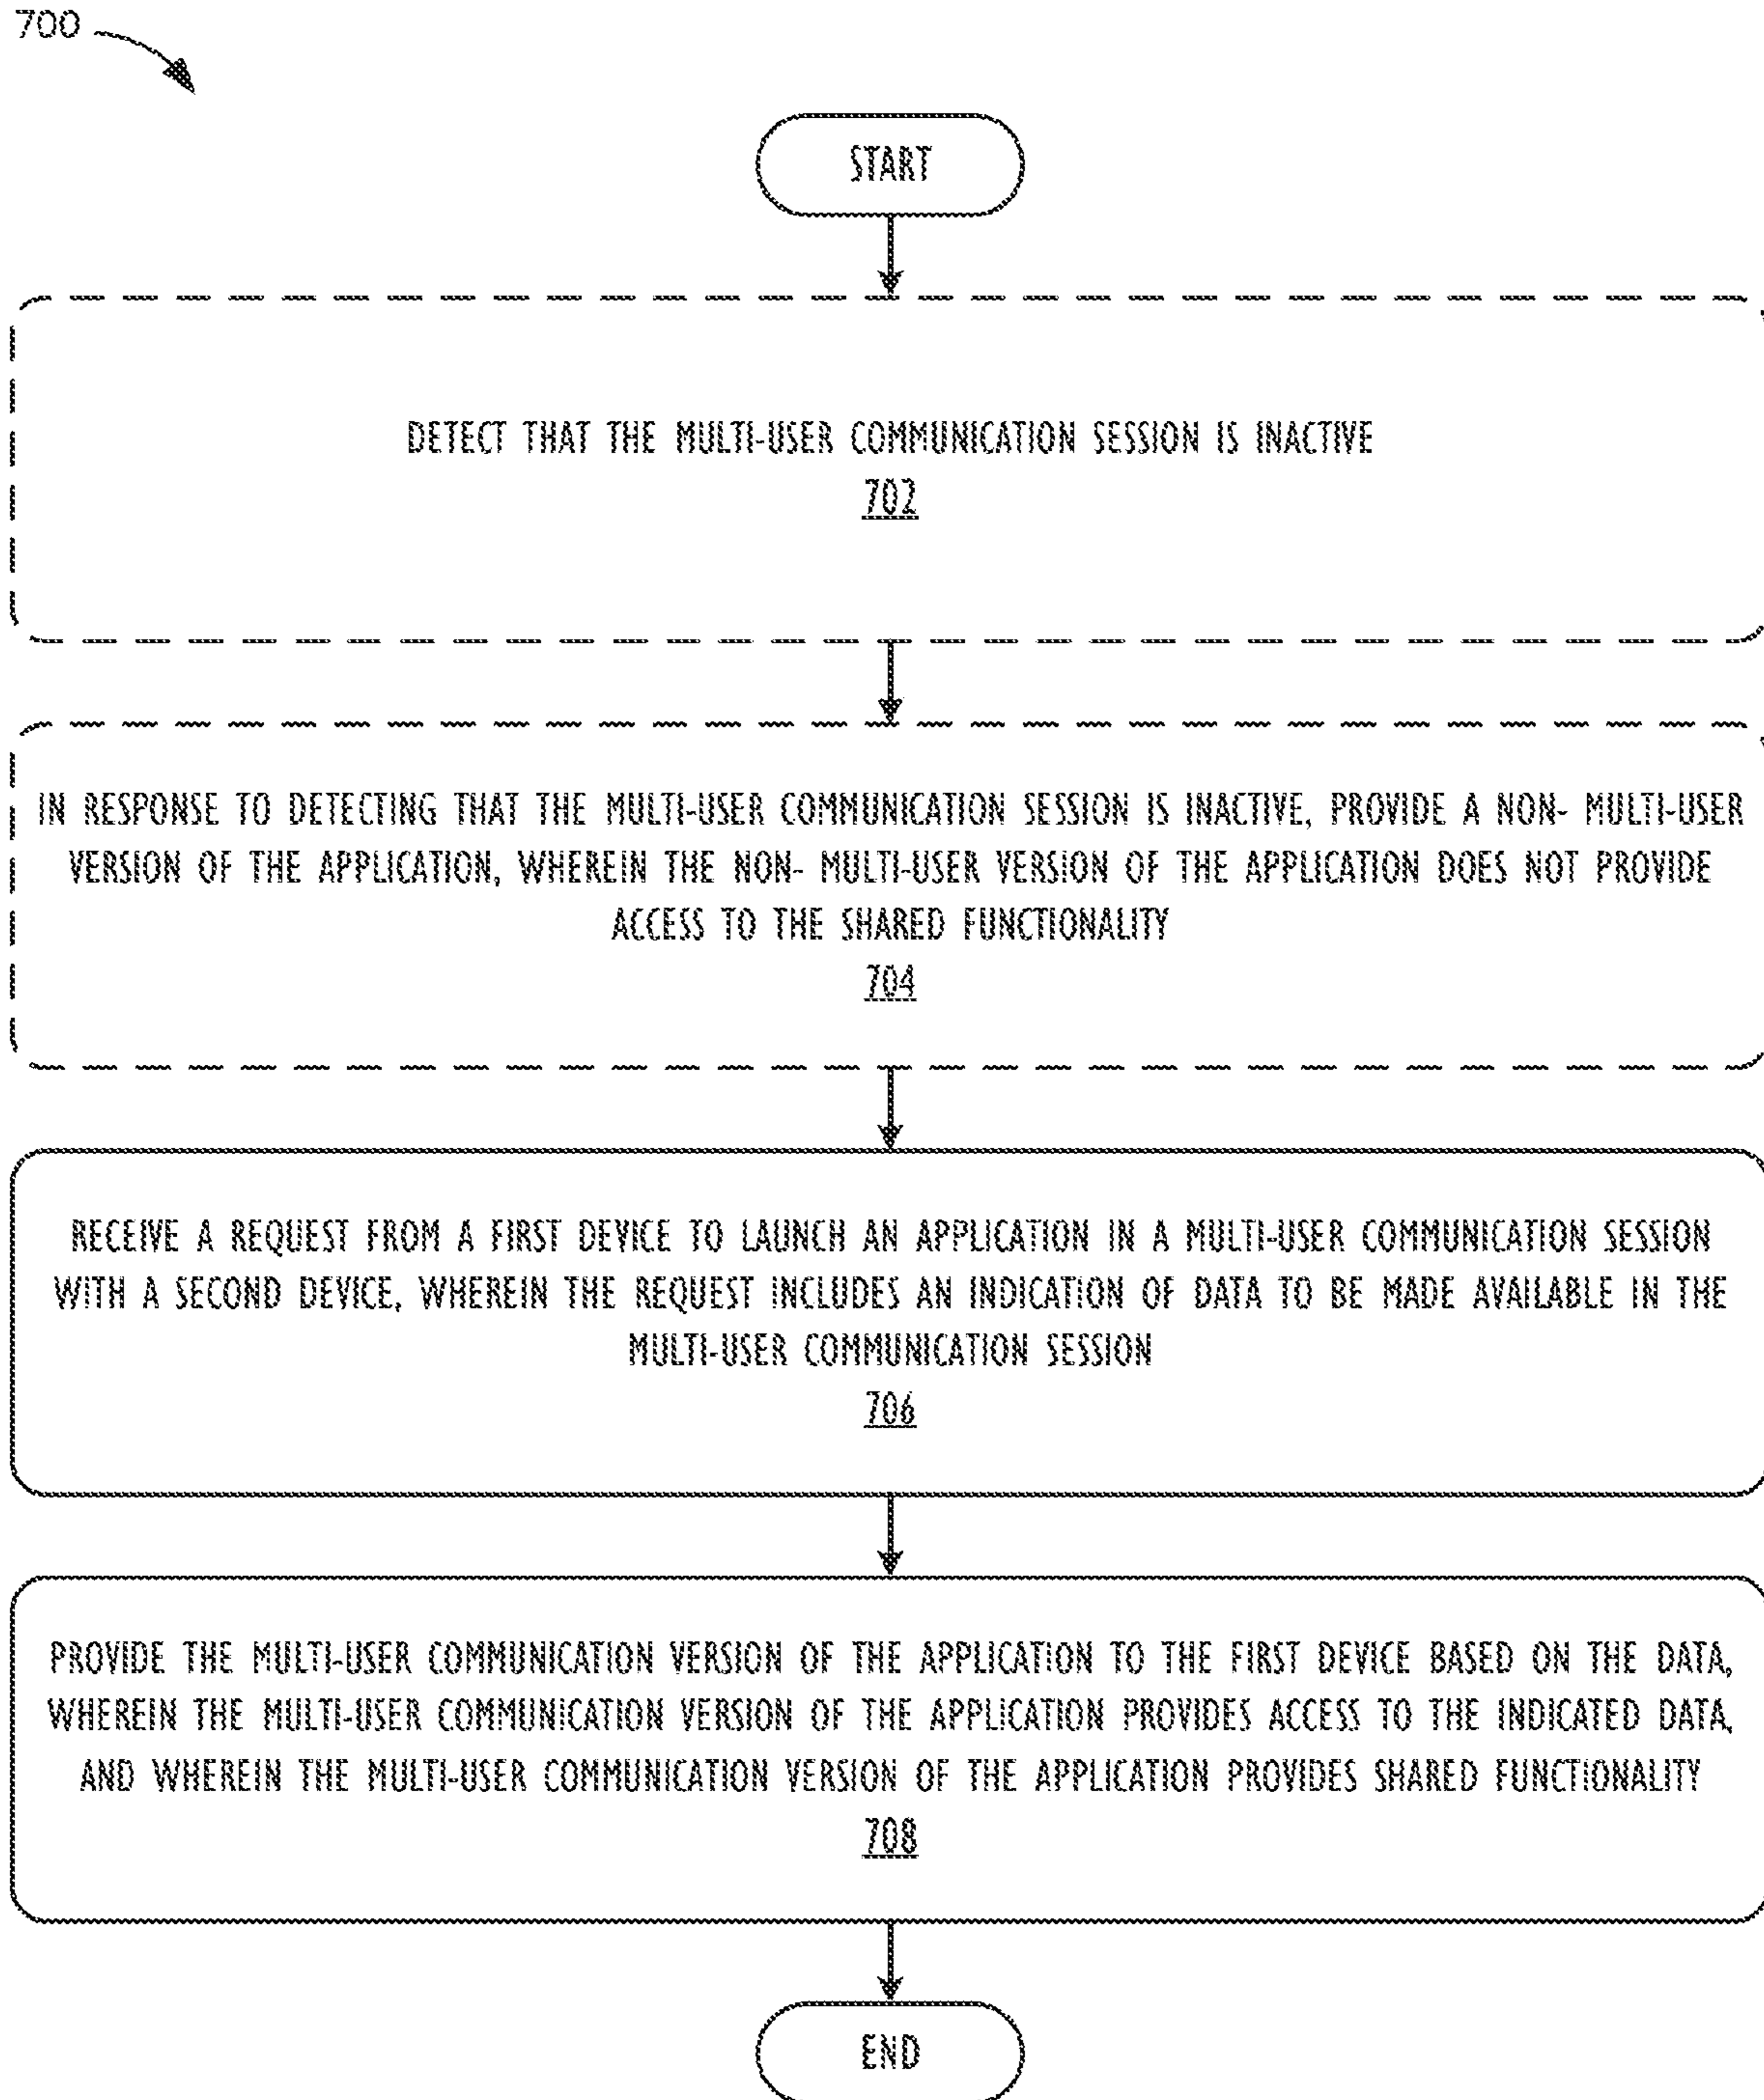 700
START
DETECT THAT THE MULTI-USER COMMUNICATION SESSION IS INACTIVE
702
IN RESPONSE TO DETECTING THAT THE MULTI-USER COMMUNICATION SESSION IS INACTIVE, PROVIDE A NON- MULTI-USER
VERSION OF THE APPLICATION, WHEREIN THE NON- MULTI-USER VERSION OF THE APPLICATION DOES NOT PROVIDE
ACCESS TO THE SHARED FUNCTIONALITY
704
RECEIVE A REQUEST FROM A FIRST DEVICE TO LAUNCH AN APPLICATION IN A MULTI-USER COMMUNICATION SESSION
WITH A SECOND DEVICE, WHEREIN THE REQUEST INCLUDES AN INDICATION OF DATA TO BE MADE AVAILABLE IN THE
MULTI-USER COMMUNICATION SESSION
706
PROVIDE THE MULTI-USER COMMUNICATION VERSION OF THE APPLICATION TO THE FIRST DEVICE BASED ON THE DATA,
WHEREIN THE MULTI-USER COMMUNICATION VERSION OF THE APPLICATION PROVIDES ACCESS TO THE INDICATED DATA,
AND WHEREIN THE MULTI-USER COMMUNICATION VERSION OF THE APPLICATION PROVIDES SHARED FUNCTIONALITY
708
END